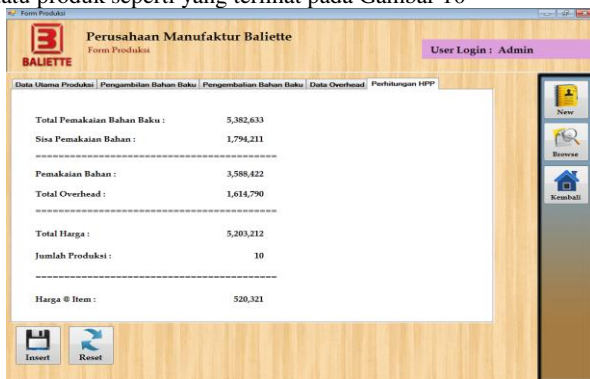 satu produk seperti yang terlihat pada Gambar 10
Form Produksi
B
BALIETTE
Perusahaan Manufaktur Baliette
Form Produksi
User Login : Admin
Data Utama Produksi Pengambilan Bahan Baku Pengembalian Bahan Baku Data Overhead Perhitungan HPP
Total Pemakaian Bahan Baku : 5,382,633
Sisa Pemakaian Bahan : 1,794,211
==========================================
Pemakaian Bahan : 3,588,422
Total Overhead : 1,614,790
==========================================
Total Harga : 5,203,212
Jumlah Produksi : 10
------------------------------------------
Harga @ Item : 520,321
New
Browse
Kembali
Insert
Reset